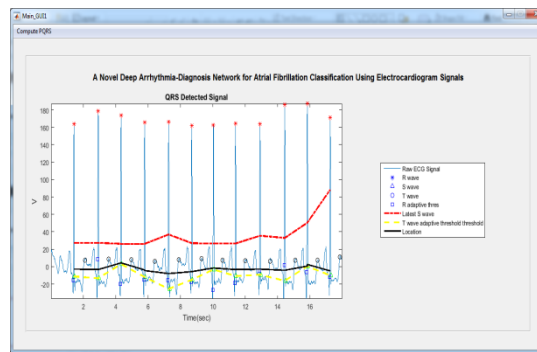 Main_GUI1
Compute PQRS
A Novel Deep Arrhythmia-Diagnosis Network for Atrial Fibrillation Classification Using Electrocardiogram Signals
QRS Detected Signal
180
160
140
120
100
80
60
40
20
0
-20
V
2 4 6 8 10 12 14 16
Time(sec)
Raw ECG Signal
R wave
S wave
T wave
R adaptive thres
Latest S wave
T wave adaptive threshold threshold
Location